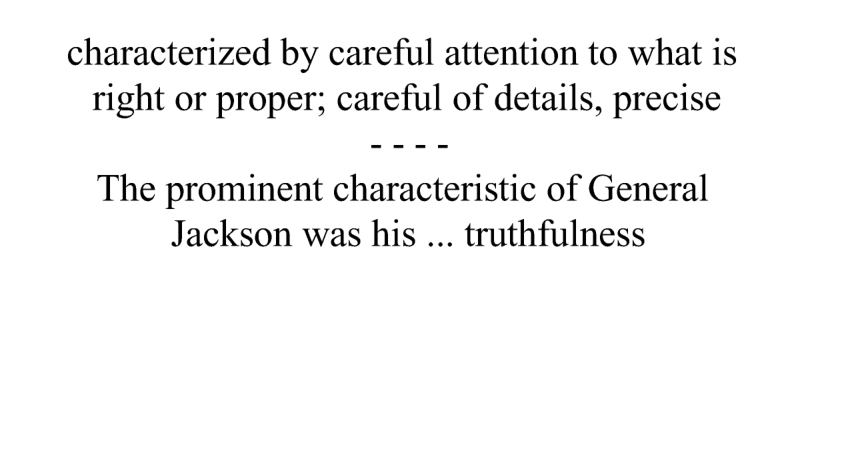 characterized by careful attention to what is
right or proper; careful of details, precise
- - - -
The prominent characteristic of General
Jackson was his ... truthfulness